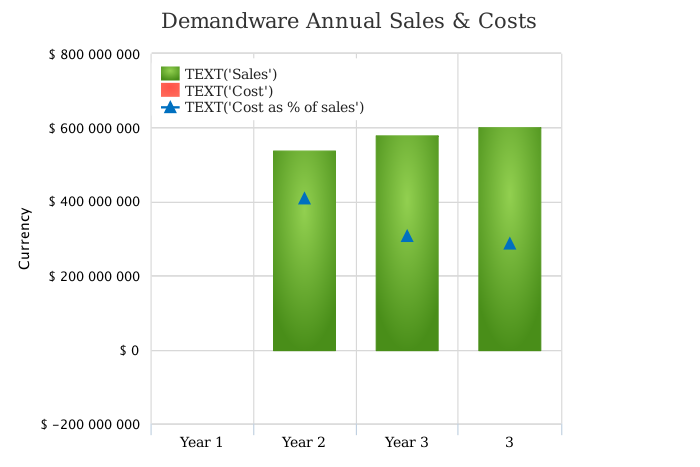 Demandware Annual Sales & Costs
$ 800 000 000
TEXT('Sales')
TEXT('Cost')
TEXT('Cost as % of sales')
$ 600 000 000
$ 400 000 000
Currency
$ 200 000 000
$ 0
$ −200 000 000
Year 1 Year 2 Year 3 3